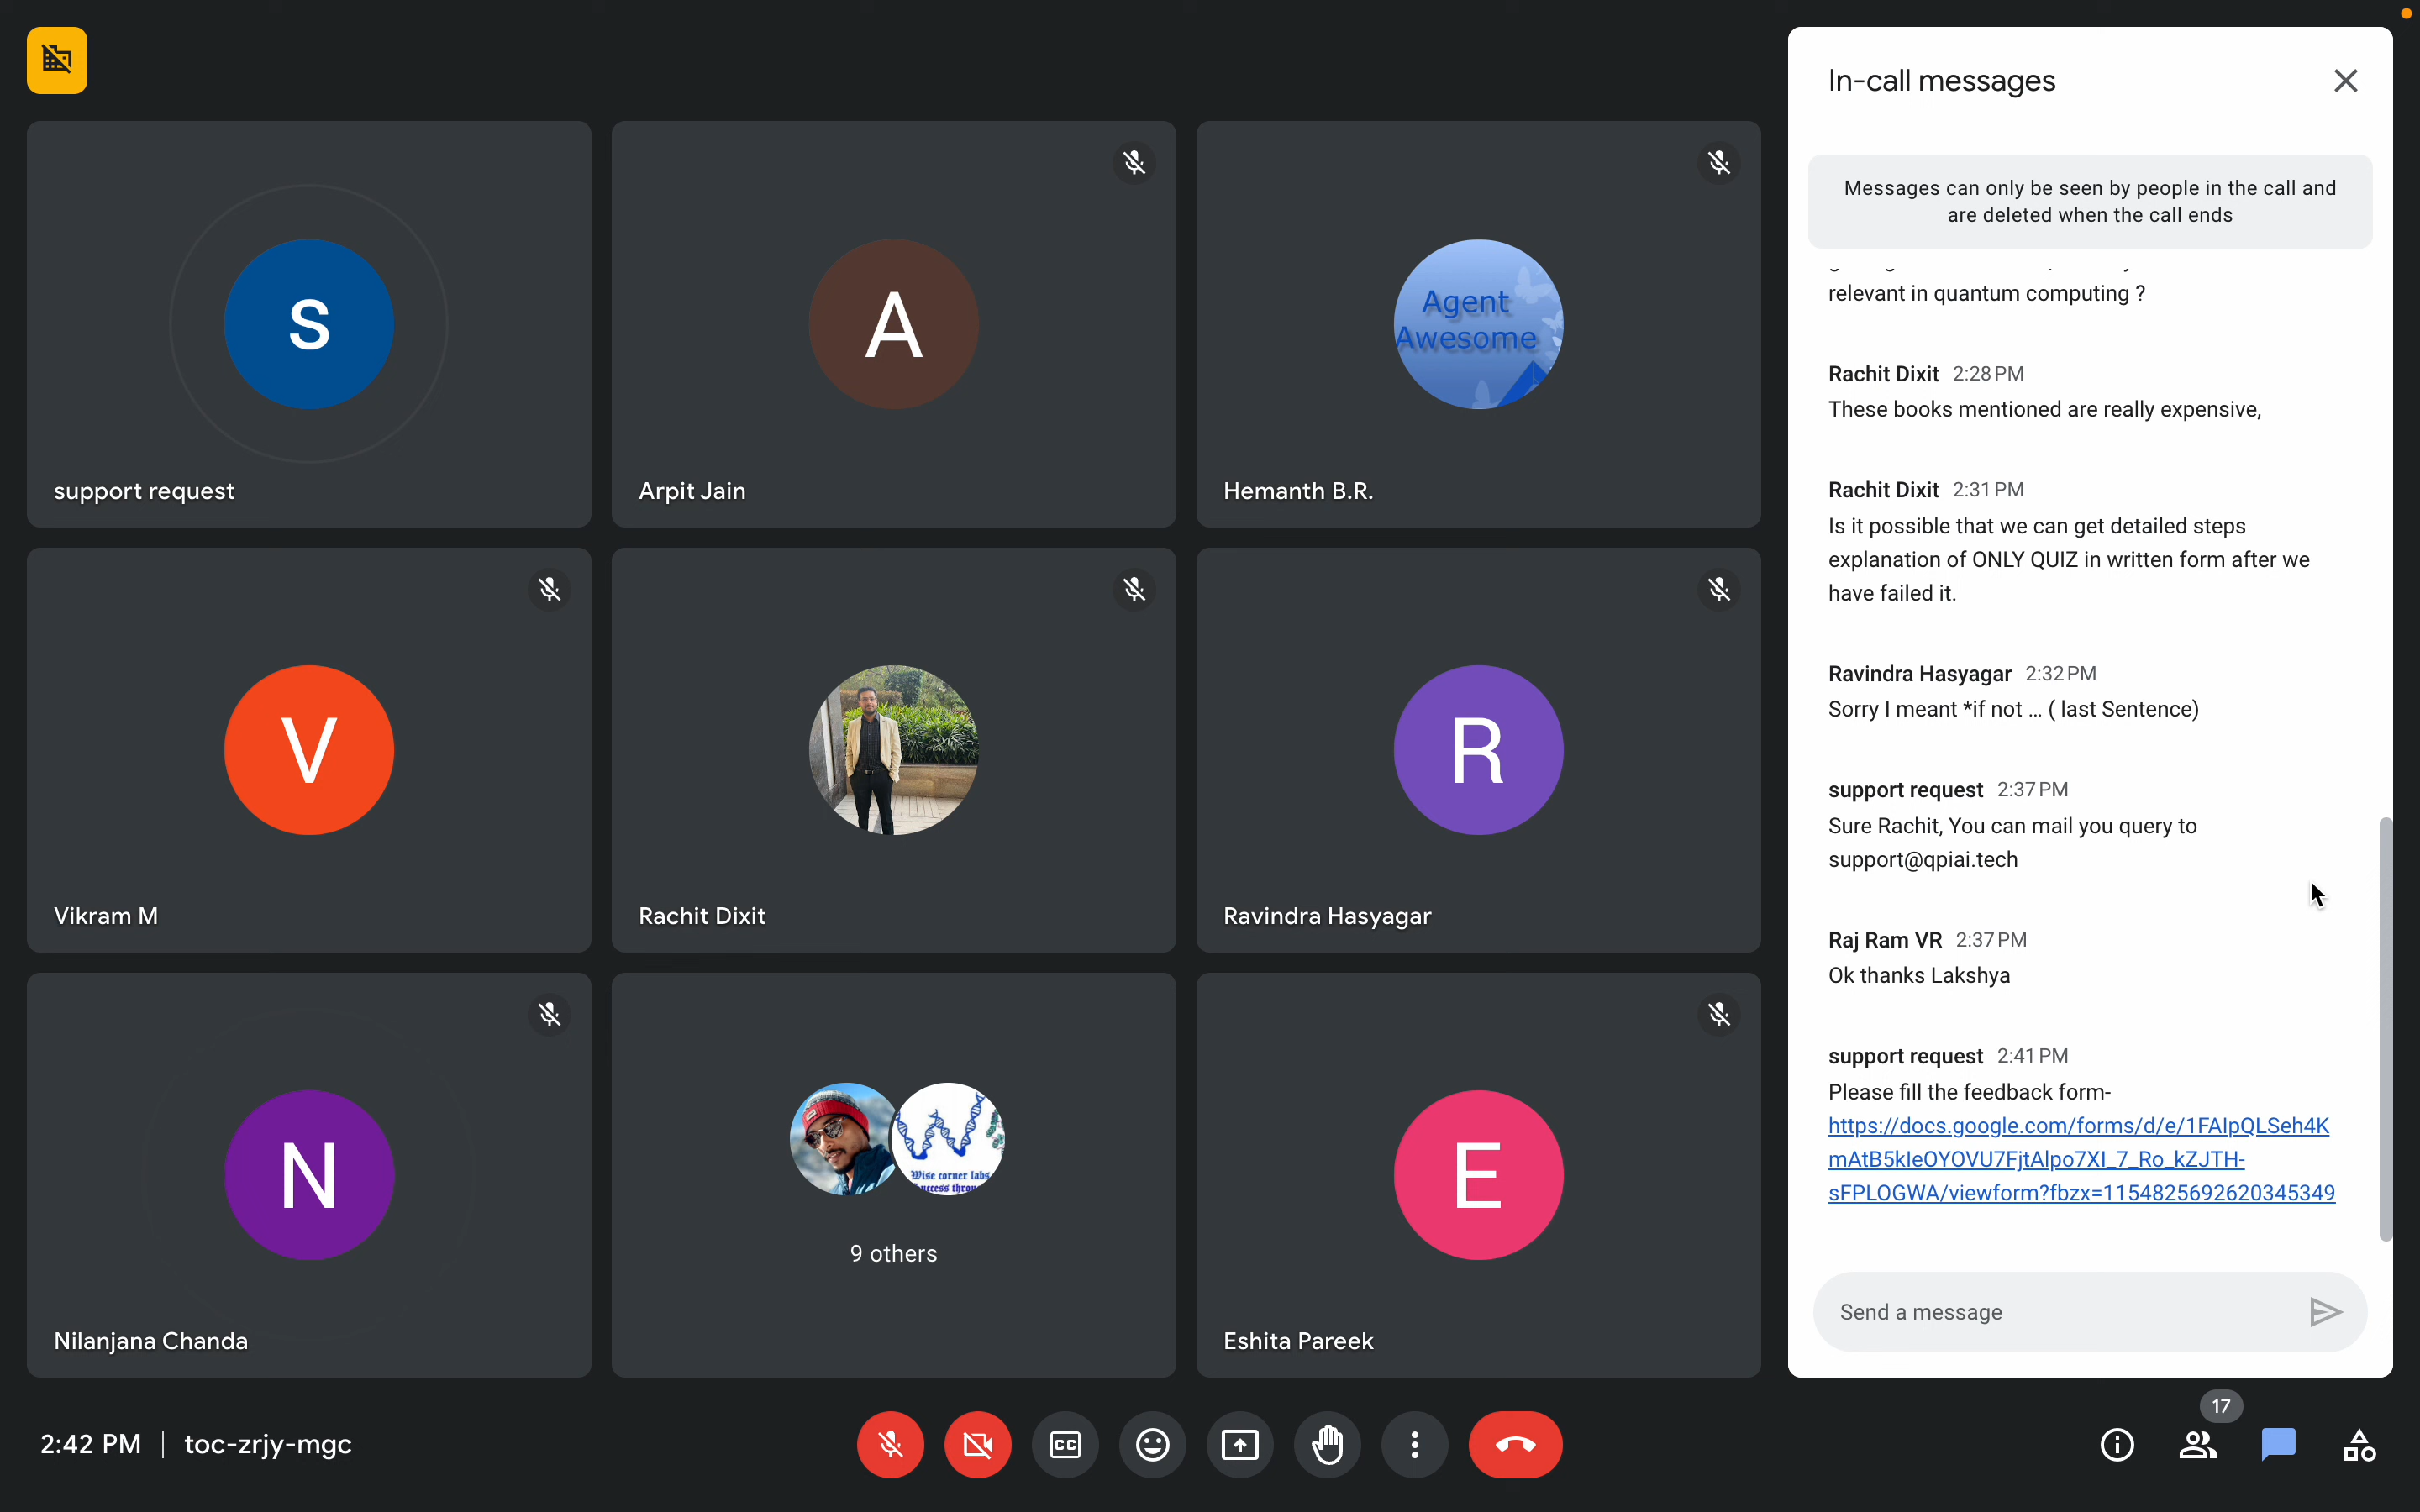 S
support request
A
Arpit Jain
Agent
Awesome
Hemanth B.R.
V
Vikram M
Rachit Dixit
R
Ravindra Hasyagar
N
Nilanjana Chanda
Wise corner labs
9 others
E
Eshita Pareek
In-call messages
Messages can only be seen by people in the call and
are deleted when the call ends
relevant in quantum computing ?
Rachit Dixit 2:28 PM
These books mentioned are really expensive,
Rachit Dixit 2:31 PM
Is it possible that we can get detailed steps
explanation of ONLY QUIZ in written form after we
have failed it.
Ravindra Hasyagar 2:32 PM
Sorry I meant *if not ... ( last Sentence)
support request 2:37 PM
Sure Rachit, You can mail you query to
support@qpiai.tech
Raj Ram VR 2:37 PM
Ok thanks Lakshya
support request 2:41 PM
Please fill the feedback form-
https://docs.google.com/forms/d/e/1FAIpQLSeh4K
mAtB5kIeOYOVU7FjtAlpo7XI_7_Ro_kZJTH-
sFPLOGWA/viewform?fbzx=1154825692620345349
Send a message
2:42 PM | toc-zrjy-mgc
CC
17